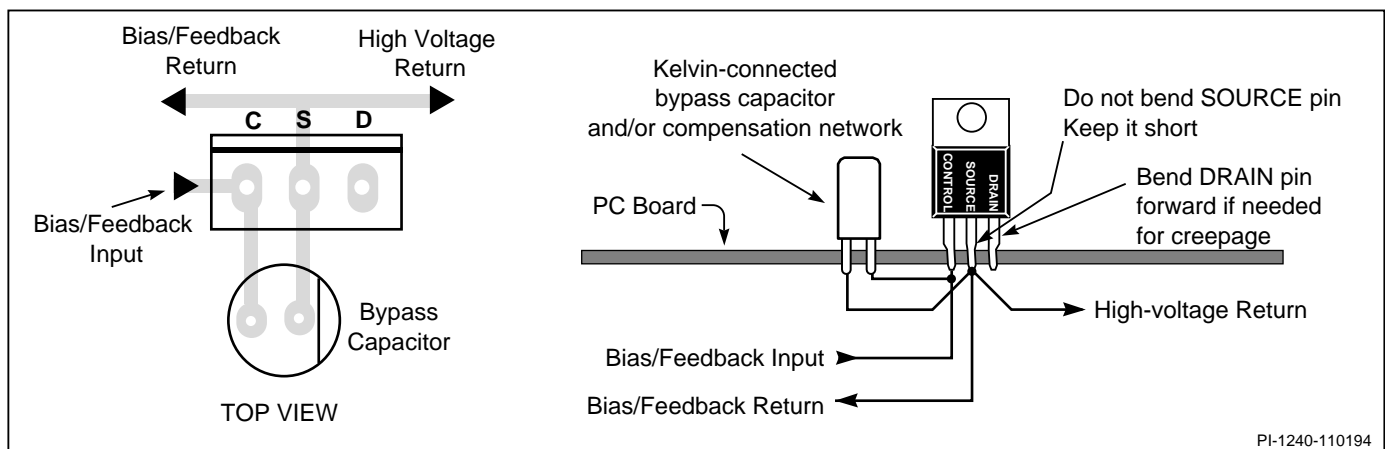 Bias/Feedback
Return
High Voltage
Return
C S D
Bias/Feedback
Input
Bypass
Capacitor
TOP VIEW
Kelvin-connected
bypass capacitor
and/or compensation network
PC Board
CONTROL
SOURCE
DRAIN
Do not bend SOURCE pin
Keep it short
Bend DRAIN pin
forward if needed
for creepage
High-voltage Return
Bias/Feedback Input
Bias/Feedback Return
PI-1240-110194